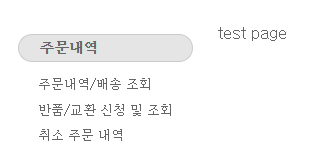 test page
주문내역
주문내역/배송 조회
반품/교환 신청 및 조회
취소 주문 내역